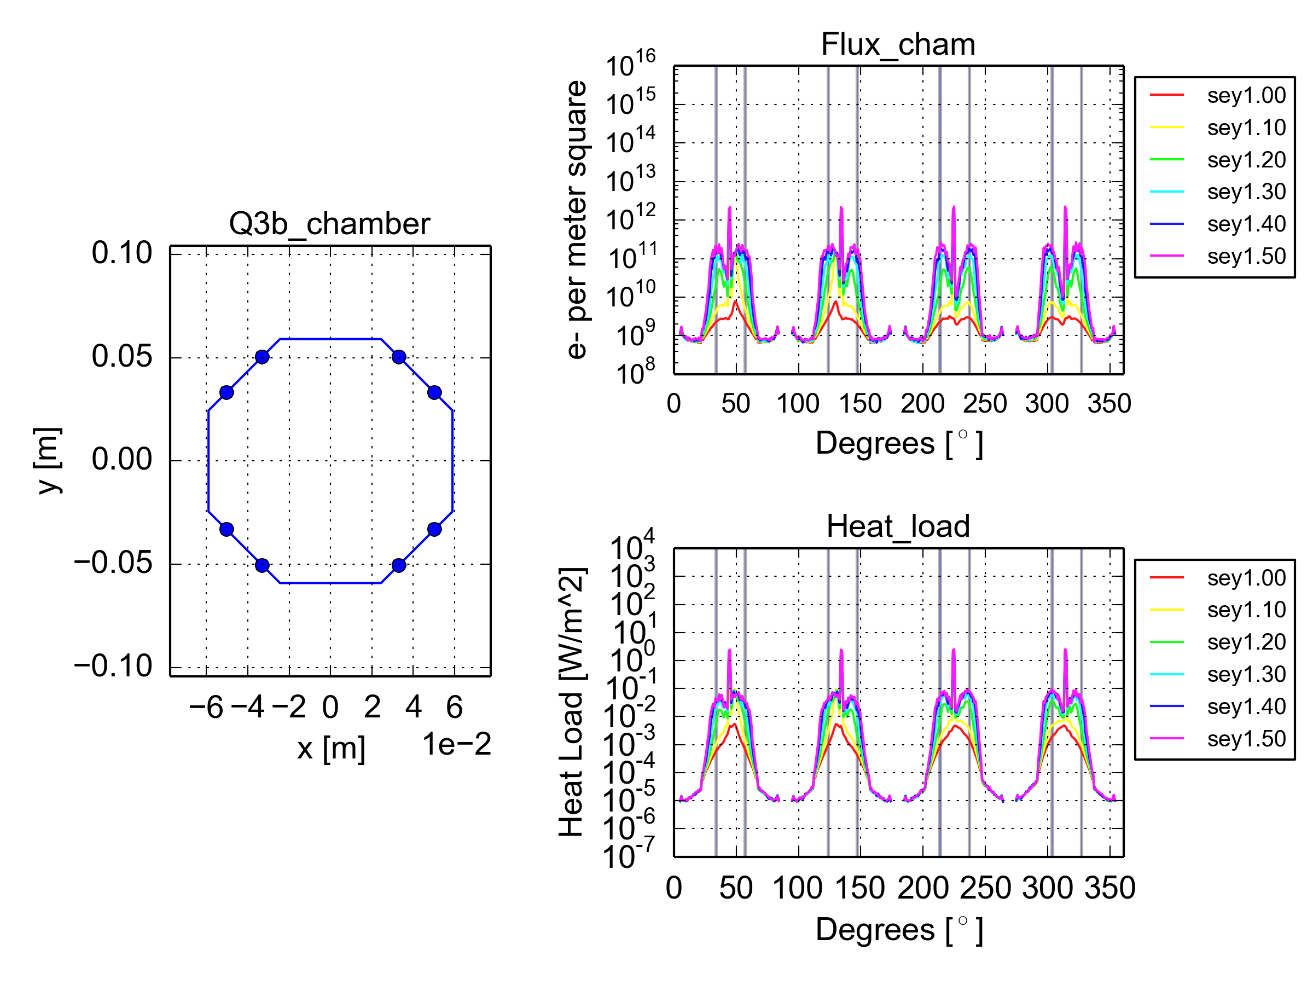 Q3b_chamber
0.10
0.05
0.00
−0.05
−0.10
y [m]
−6 −4 −2 0 2 4 6
x [m]
1e−2
Flux_cham
10^16
10^15
10^14
10^13
10^12
10^11
10^10
10^9
10^8
e- per meter square
0 50 100 150 200 250 300 350
Degrees [°]
sey1.00
sey1.10
sey1.20
sey1.30
sey1.40
sey1.50
Heat_load
10^4
10^3
10^2
10^1
10^0
10^-1
10^-2
10^-3
10^-4
10^-5
10^-6
10^-7
Heat Load [W/m^2]
0 50 100 150 200 250 300 350
Degrees [°]
sey1.00
sey1.10
sey1.20
sey1.30
sey1.40
sey1.50